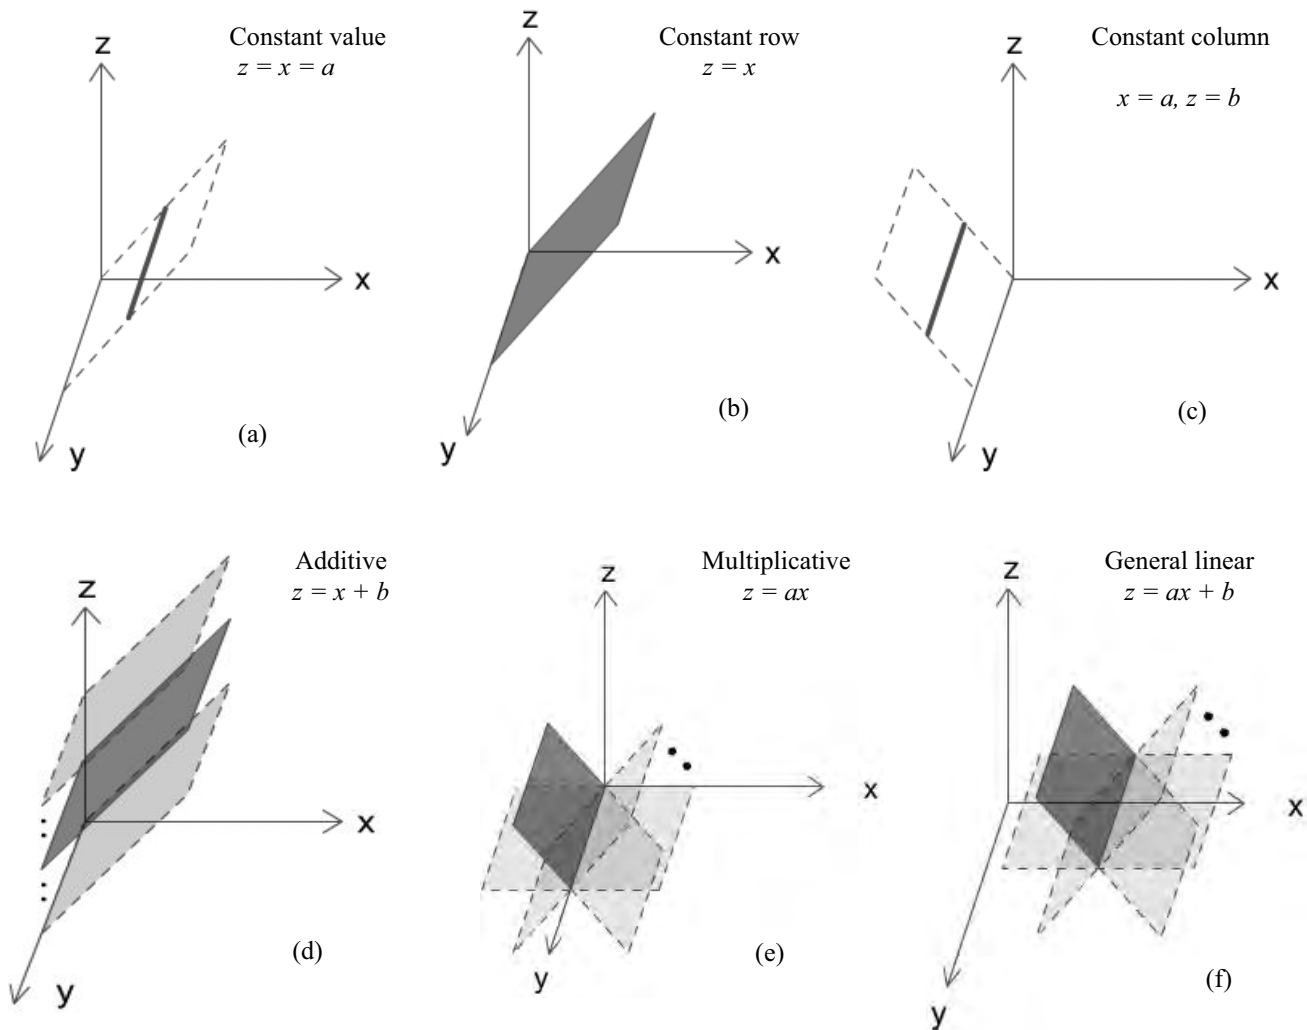 Constant value
z = x = a
z
x
y
(a)
Constant row
z = x
z
x
y
(b)
Constant column
x = a, z = b
z
x
y
(c)
Additive
z = x + b
z
x
y
(d)
Multiplicative
z = ax
z
x
y
(e)
General linear
z = ax + b
z
x
y
(f)